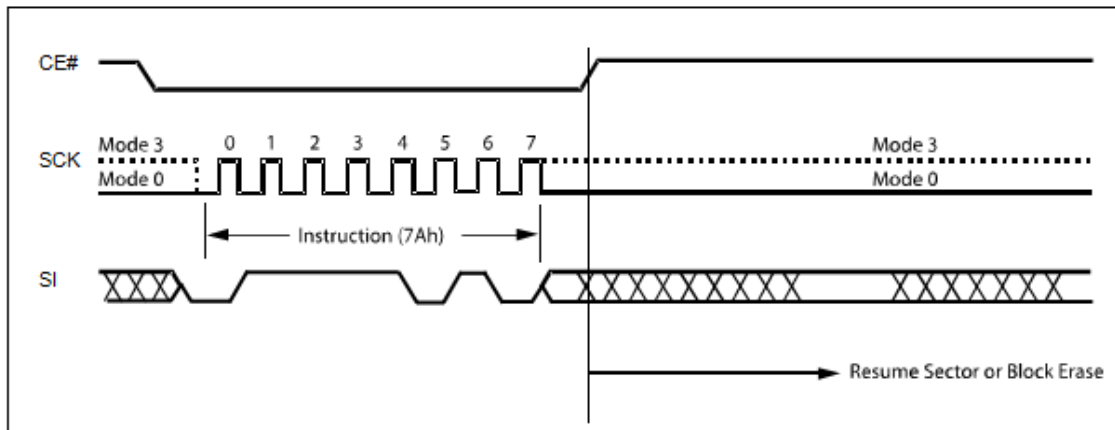 CE#
Mode 3
0 1 2 3 4 5 6 7
Mode 3
SCK
Mode 0
Mode 0
Instruction (7Ah)
SI
Resume Sector or Block Erase